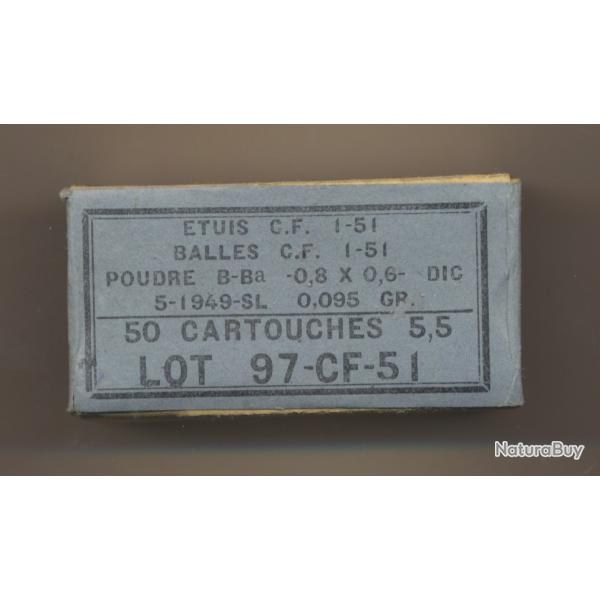 ETUIS C.F. 1-51
BALLES C.F. 1-51
POUDRE B-Ba -0,8 X 0,6- DIC
5-1949-SL 0,095 GR.
50 CARTOUCHES 5,5
LOT 97-CF-51
NaturaBuy